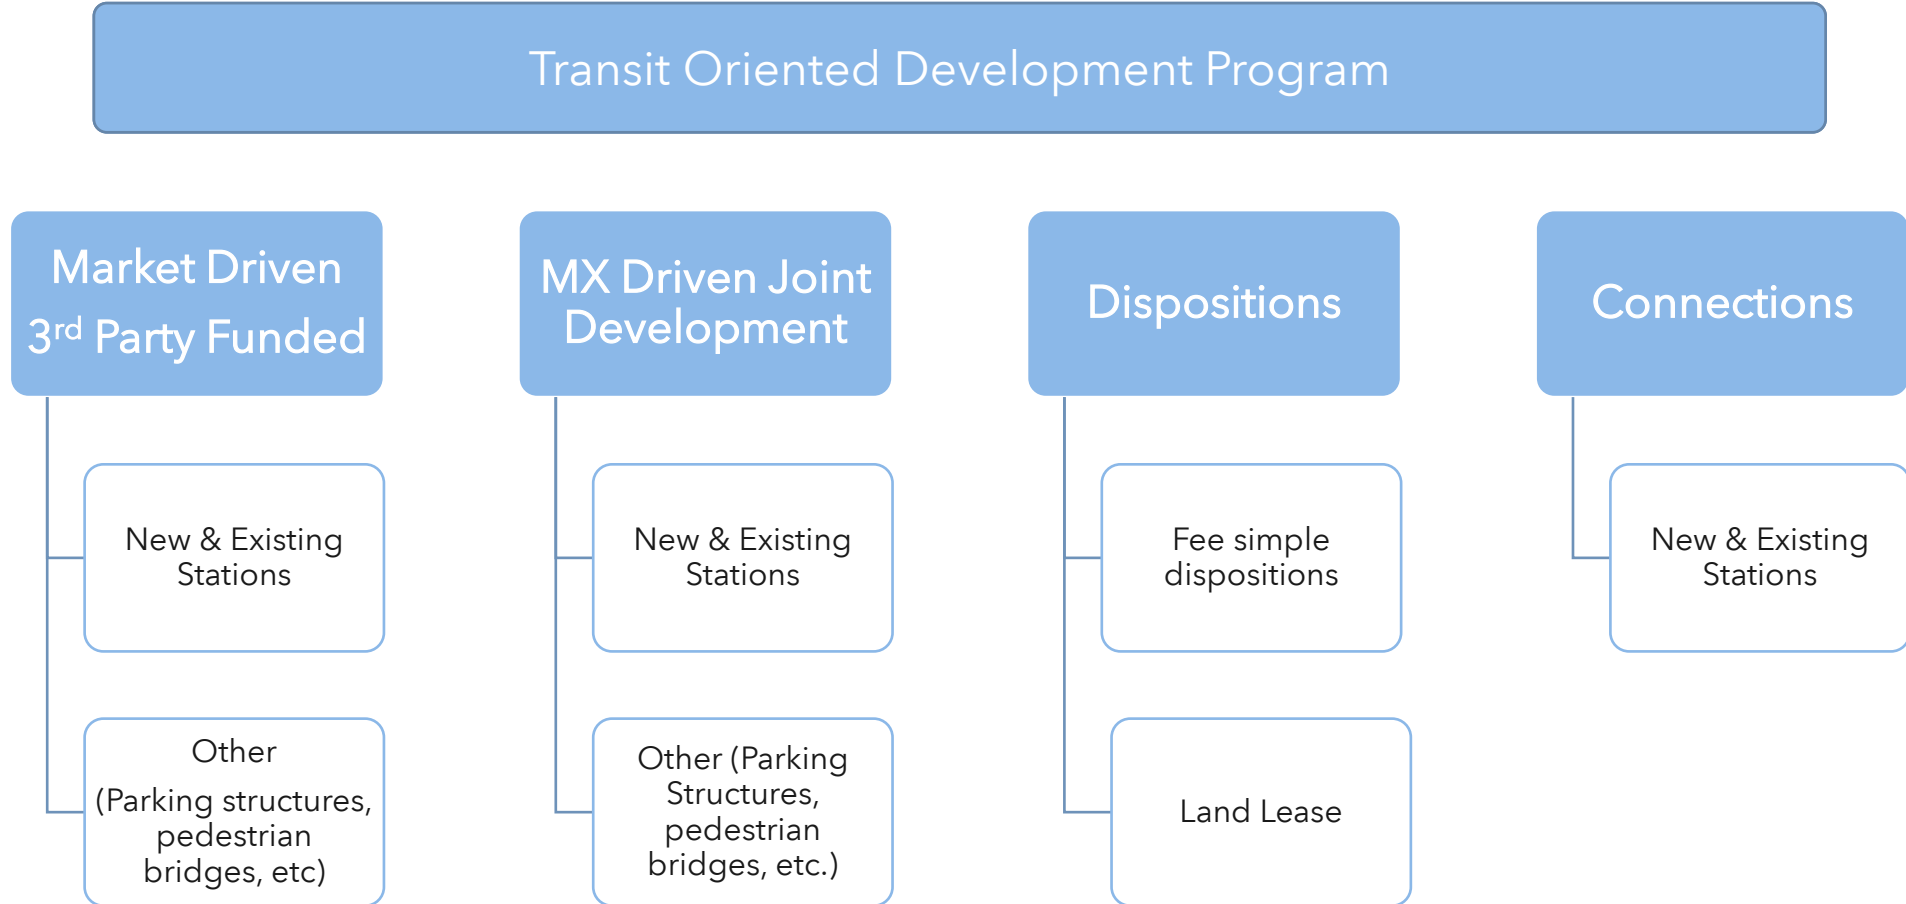 Transit Oriented Development Program
Market Driven
3rd Party Funded
New & Existing
Stations
Other
(Parking structures,
pedestrian
bridges, etc)
MX Driven Joint
Development
New & Existing
Stations
Other (Parking
Structures,
pedestrian
bridges, etc.)
Dispositions
Fee simple
dispositions
Land Lease
Connections
New & Existing
Stations